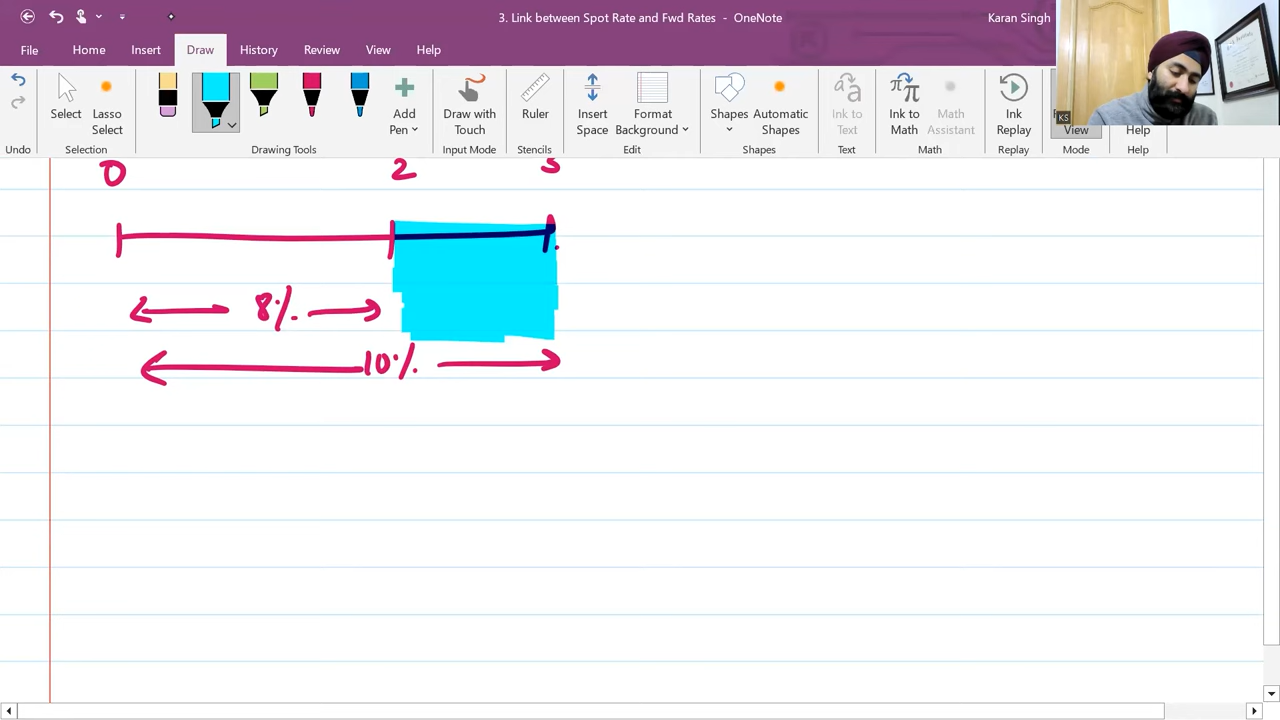 3. Link between Spot Rate and Fwd Rates - OneNote
Karan Singh
File Home Insert Draw History Review View Help
Undo
Select
Lasso Select
Add Pen
Draw with Touch
Ruler
Insert Space
Format Background
Shapes
Automatic Shapes
Ink to Text
Ink to Math
Math Assistant
Ink Replay
View
Help
Selection
Drawing Tools
Input Mode
Stencils
Edit
Shapes
Text
Math
Replay
Mode
Help
KS
0 2
8%
10%